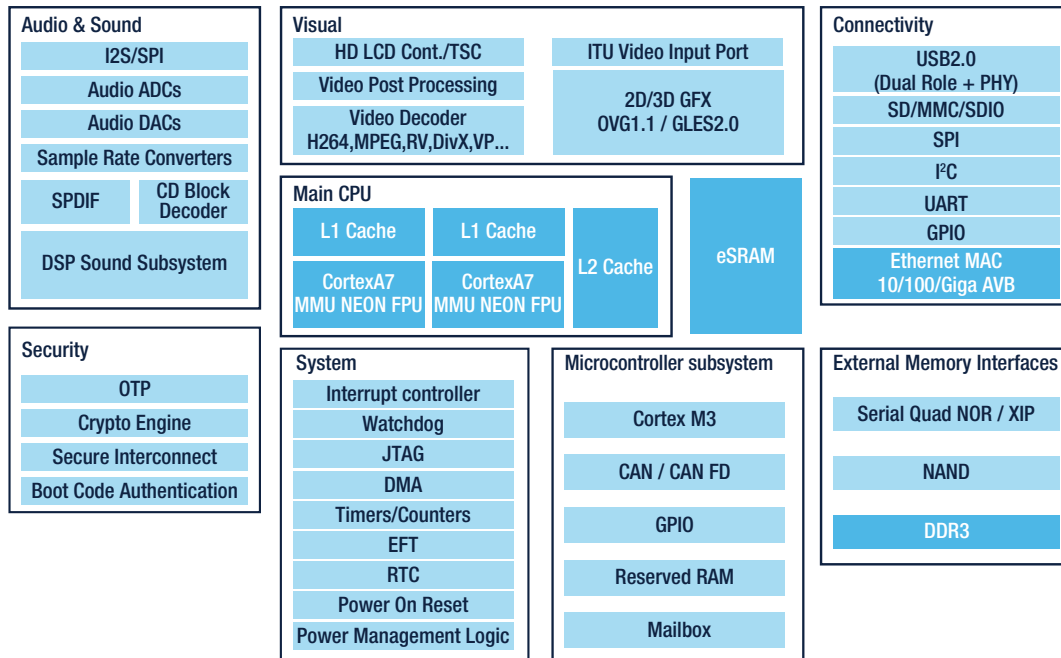 Audio & Sound
I2S/SPI
Audio ADCs
Audio DACs
Sample Rate Converters
SPDIF
CD Block
Decoder
DSP Sound Subsystem
Visual
HD LCD Cont./TSC
Video Post Processing
Video Decoder
H264,MPEG,RV,DivX,VP...
ITU Video Input Port
2D/3D GFX
OVG1.1 / GLES2.0
Connectivity
USB2.0
(Dual Role + PHY)
SD/MMC/SDIO
SPI
I²C
UART
GPIO
Ethernet MAC
10/100/Giga AVB
Main CPU
L1 Cache
CortexA7
MMU NEON FPU
L1 Cache
CortexA7
MMU NEON FPU
L2 Cache
eSRAM
Security
OTP
Crypto Engine
Secure Interconnect
Boot Code Authentication
System
Interrupt controller
Watchdog
JTAG
DMA
Timers/Counters
EFT
RTC
Power On Reset
Power Management Logic
Microcontroller subsystem
Cortex M3
CAN / CAN FD
GPIO
Reserved RAM
Mailbox
External Memory Interfaces
Serial Quad NOR / XIP
NAND
DDR3